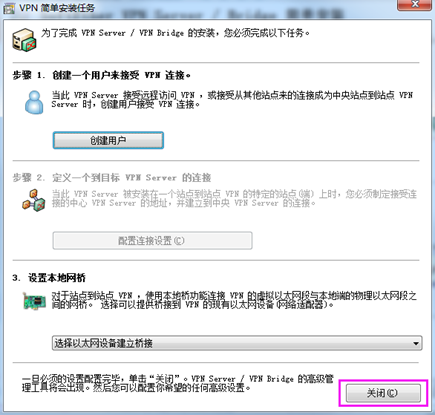 VPN 简单安装任务
为了完成 VPN Server / VPN Bridge 的安装，您必须完成以下任务。
步骤 1. 创建一个用户来接受 VPN 连接。
当此 VPN Server 接受远程访问 VPN ，或接受从其他站点来的连接成为中央站点到站点 VPN
Server 时，创建用户接受 VPN 连接。
创建用户
步骤 2. 定义一个到目标 VPN Server 的连接
当此 VPN Server 被安装在一个站点到站点 VPN 的特定的站点(端) 上时，您必须制定接受连
接的中心 VPN Server 的地址，并建立到中央 VPN Server 的连接。
配置连接设置(C)
3. 设置本地网桥
对于站点到站点 VPN ，使用本地桥功能连接 VPN 的虚拟以太网段与本地端的物理以太网段之
间的网桥。 选择可以提供桥接到 VPN 的现有以太网设备(网络适配器)。
选择以太网设备建立桥接
一旦必须的设置配置完毕，单击“关闭”。VPN Server / VPN Bridge 的高级管
理工具将会出现。然后您可以配置你希望的任何高级设置。
关闭(C)